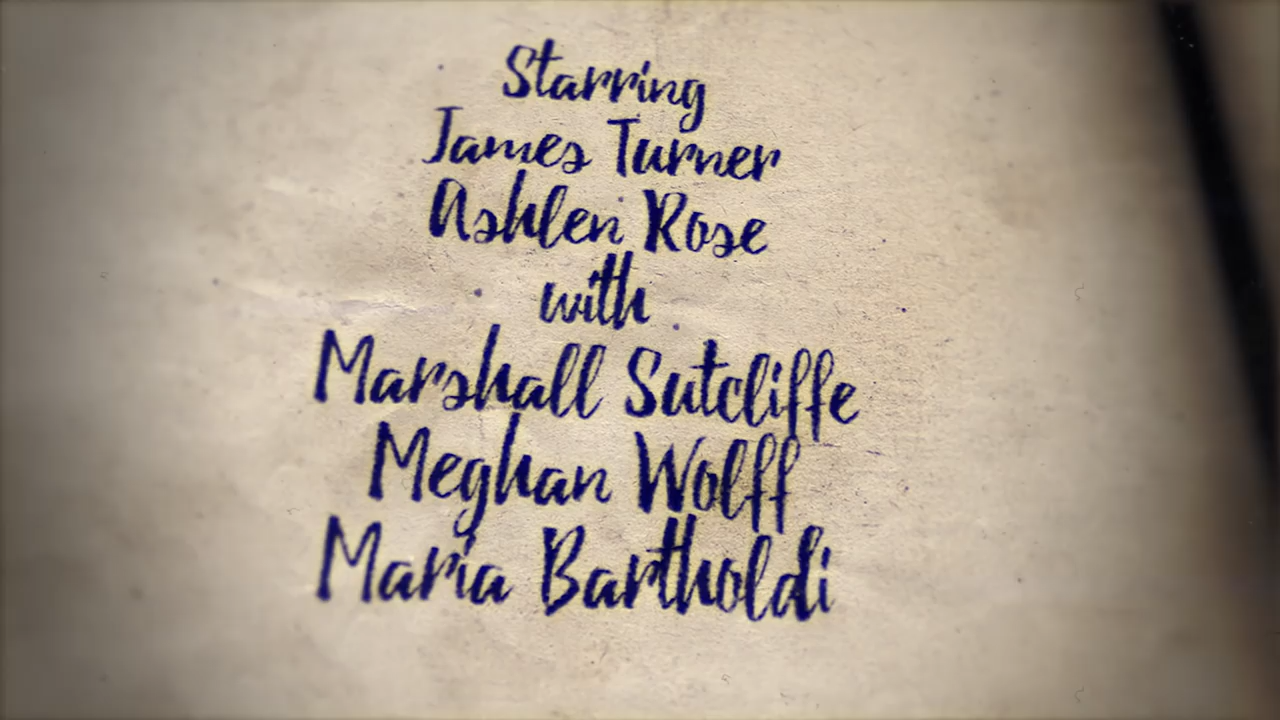 Starring
James Turner
Ashlen Rose
with
Marshall Sutcliffe
Meghan Wolff
Maria Bartholdi